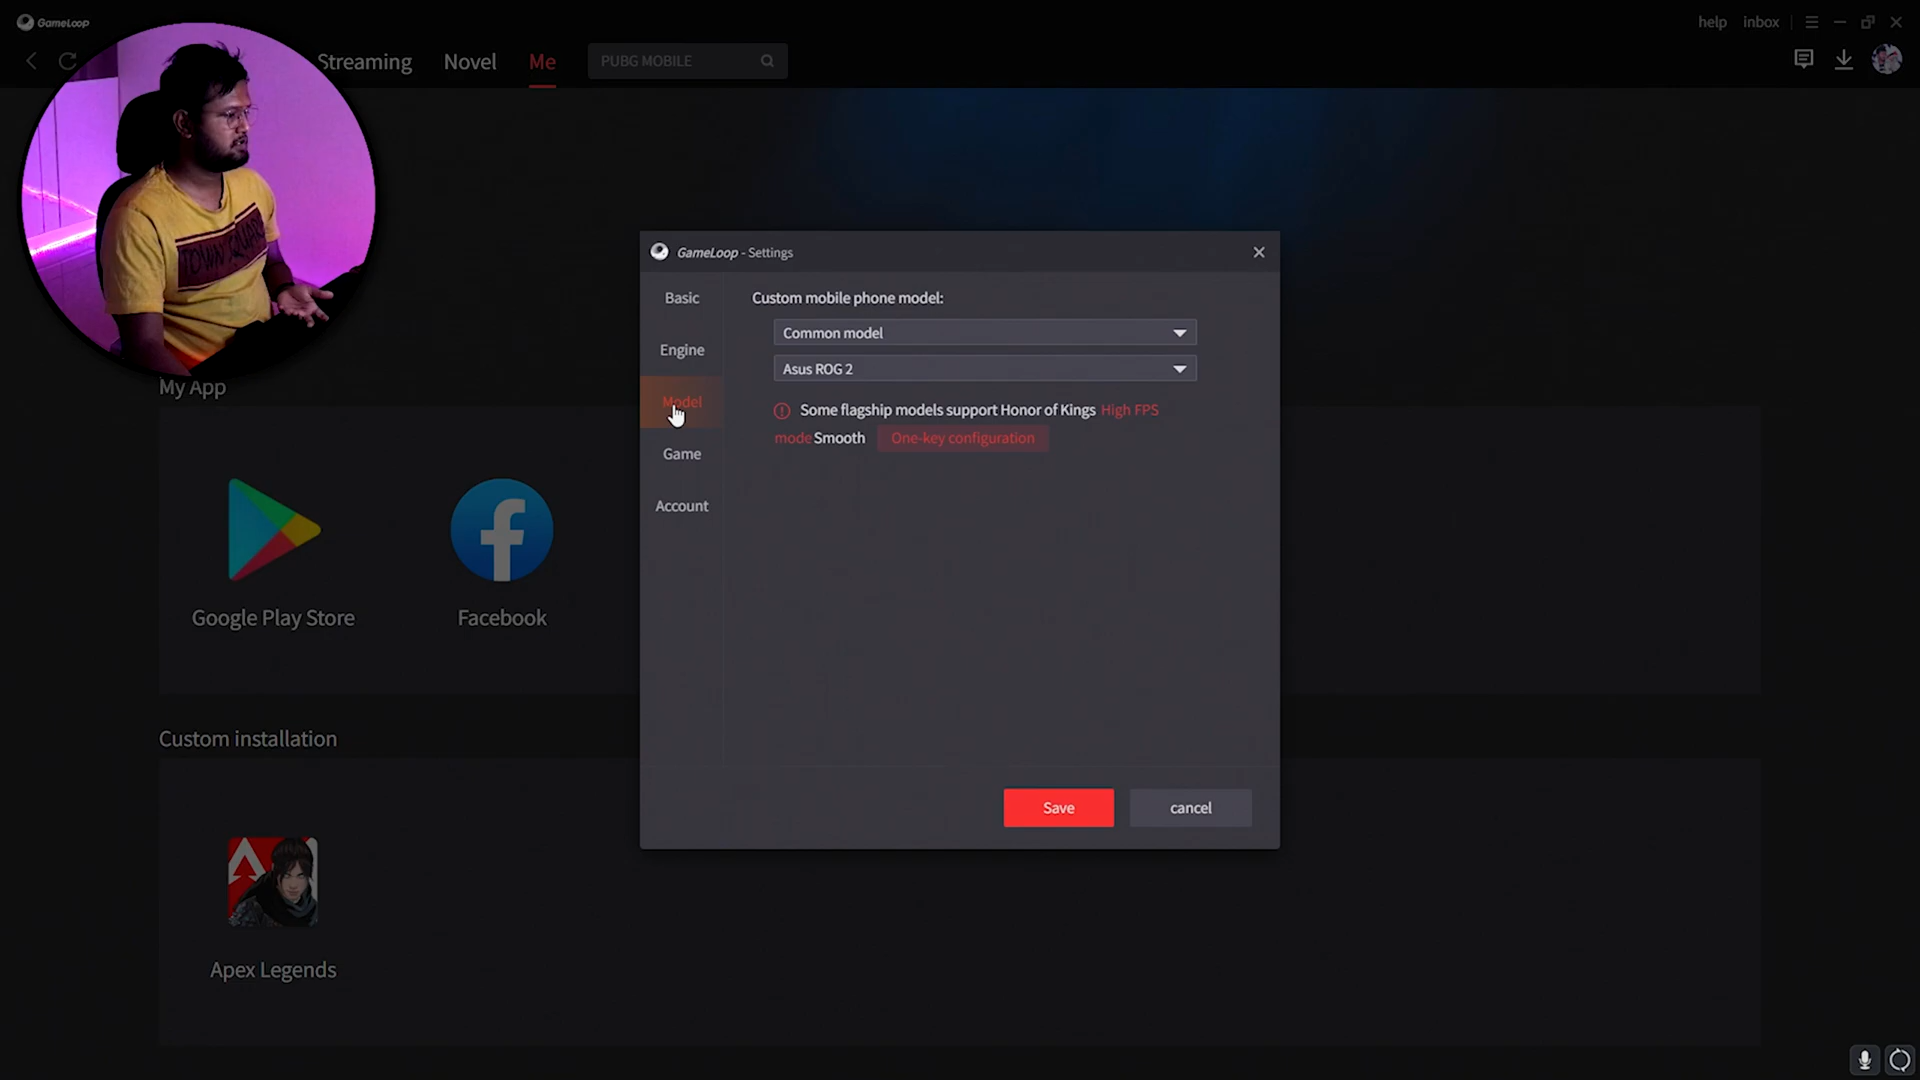 GameLoop
help inbox
Streaming Novel Me PUBG MOBILE
TOWN SQUARE
GameLoop - Settings
Basic
Engine
Model
Game
Account
Custom mobile phone model:
Common model
Asus ROG 2
Some flagship models support Honor of Kings High FPS
mode Smooth One-key configuration
Save cancel
My App
Google Play Store Facebook
Custom installation
Apex Legends